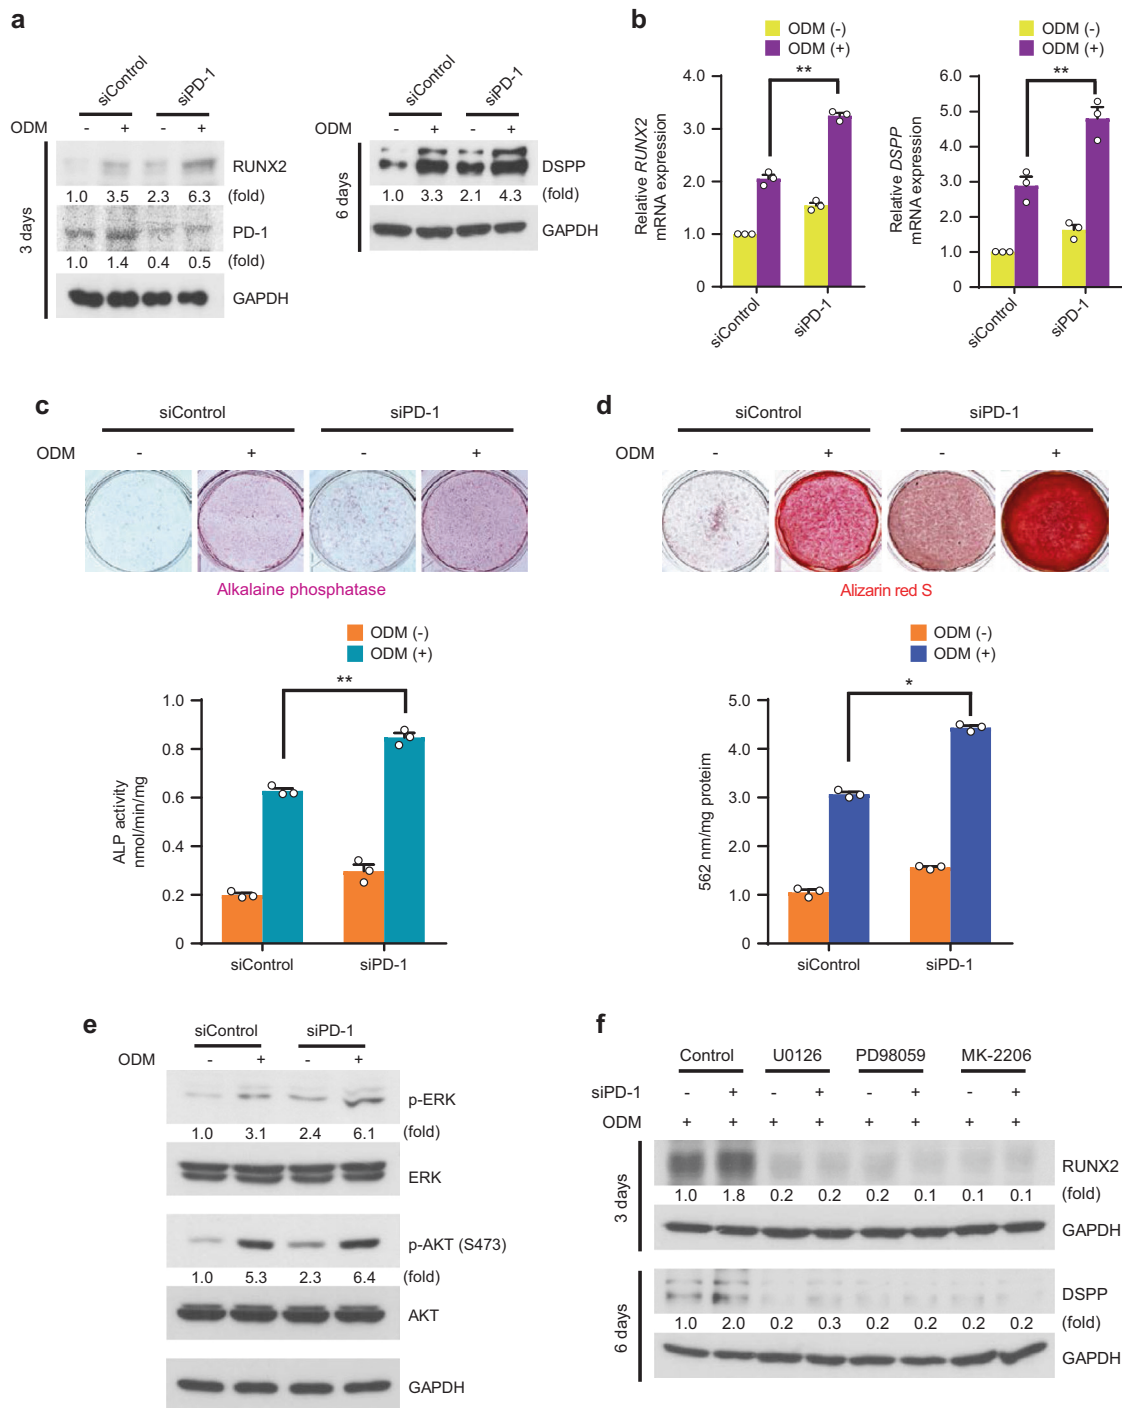 a
siControl siPD-1
ODM - + - +
RUNX2
1.0 3.5 2.3 6.3 (fold)
PD-1
1.0 1.4 0.4 0.5 (fold)
GAPDH
3 days
siControl siPD-1
ODM - + - +
DSPP
1.0 3.3 2.1 4.3 (fold)
GAPDH
6 days
b
ODM (-)
ODM (+)
**
Relative RUNX2
mRNA expression
4.0
3.0
2.0
1.0
0
siControl siPD-1
ODM (-)
ODM (+)
**
Relative DSPP
mRNA expression
6.0
5.0
4.0
3.0
2.0
1.0
0
siControl siPD-1
c
siControl siPD-1
ODM - + - +
Alkalaine phosphatase
ODM (-)
ODM (+)
**
ALP activity
nmol/min/mg
1.0
0.8
0.6
0.4
0.2
0
siControl siPD-1
d
siControl siPD-1
ODM - + - +
Alizarin red S
ODM (-)
ODM (+)
*
562 nm/mg proteim
5.0
4.0
3.0
2.0
1.0
0
siControl siPD-1
e
siControl siPD-1
ODM - + - +
p-ERK
1.0 3.1 2.4 6.1 (fold)
ERK
p-AKT (S473)
1.0 5.3 2.3 6.4 (fold)
AKT
GAPDH
f
Control U0126 PD98059 MK-2206
siPD-1 - + - + - + - +
ODM + + + + + + + +
RUNX2
1.0 1.8 0.2 0.2 0.2 0.1 0.1 0.1 (fold)
GAPDH
3 days
DSPP
1.0 2.0 0.2 0.3 0.2 0.2 0.2 0.2 (fold)
GAPDH
6 days